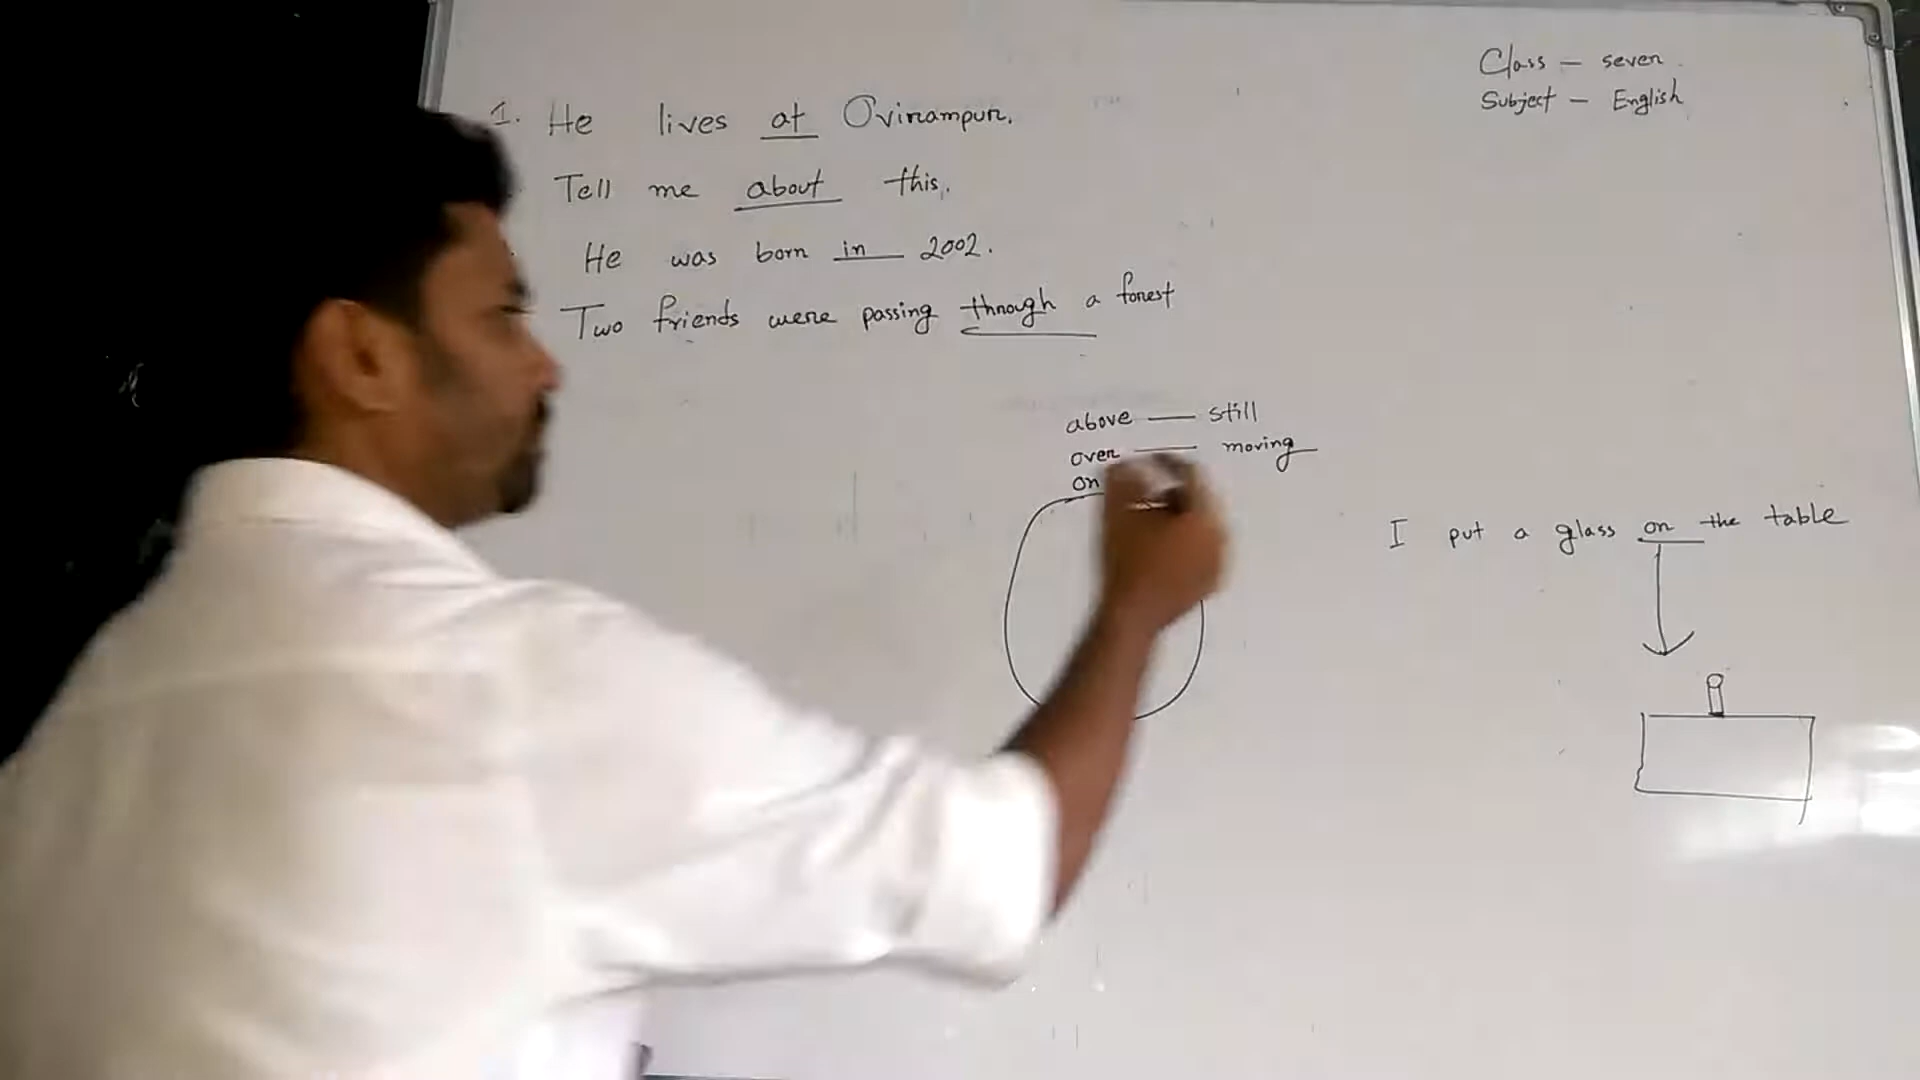 Class – seven
Subject – English
1. He lives at Ovirampur.
Tell me about this.
He was born in 2002.
Two friends were passing through a forest
above — still
over — moving
on
I put a glass on the table